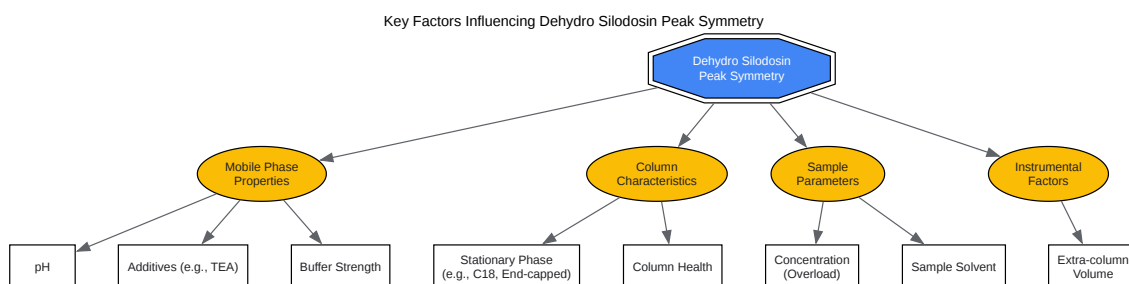 Key Factors Influencing Dehydro Silodosin Peak Symmetry
Dehydro Silodosin
Peak Symmetry
Mobile Phase
Properties
Column
Characteristics
Sample
Parameters
Instrumental
Factors
pH
Additives (e.g., TEA)
Buffer Strength
Stationary Phase
(e.g., C18, End-capped)
Column Health
Concentration
(Overload)
Sample Solvent
Extra-column
Volume